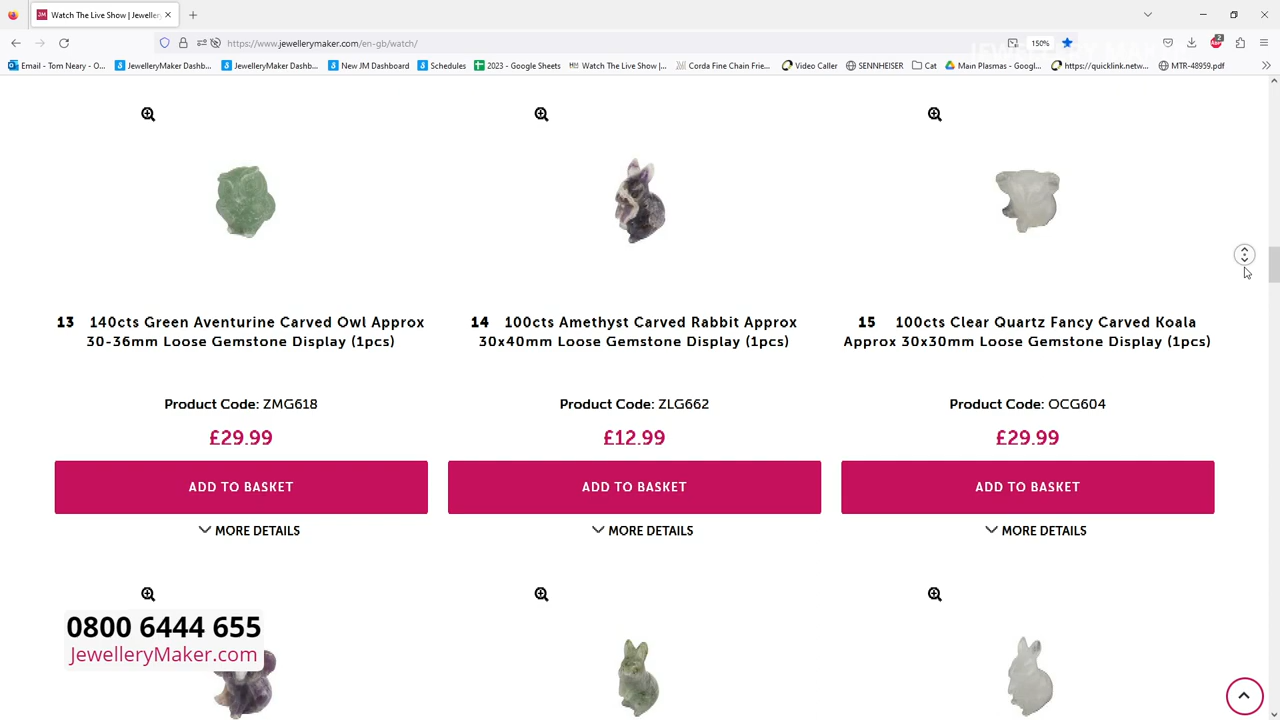 Watch The Live Show | Jeweller
https://www.jewellerymaker.com/en-gb/watch/
150%
Email - Tom Neary - O...
JewelleryMaker Dashb...
JewelleryMaker Dashb...
New JM Dashboard
Schedules
2023 - Google Sheets
Watch The Live Show |...
Corda Fine Chain Frie...
Video Caller
SENNHEISER
Cat
Main Plasmas - Googl...
https://quicklink.netw...
MTR-48959.pdf
13 140cts Green Aventurine Carved Owl Approx
30-36mm Loose Gemstone Display (1pcs)
Product Code: ZMG618
£29.99
ADD TO BASKET
MORE DETAILS
14 100cts Amethyst Carved Rabbit Approx
30x40mm Loose Gemstone Display (1pcs)
Product Code: ZLG662
£12.99
ADD TO BASKET
MORE DETAILS
15 100cts Clear Quartz Fancy Carved Koala
Approx 30x30mm Loose Gemstone Display (1pcs)
Product Code: OCG604
£29.99
ADD TO BASKET
MORE DETAILS
0800 6444 655
JewelleryMaker.com